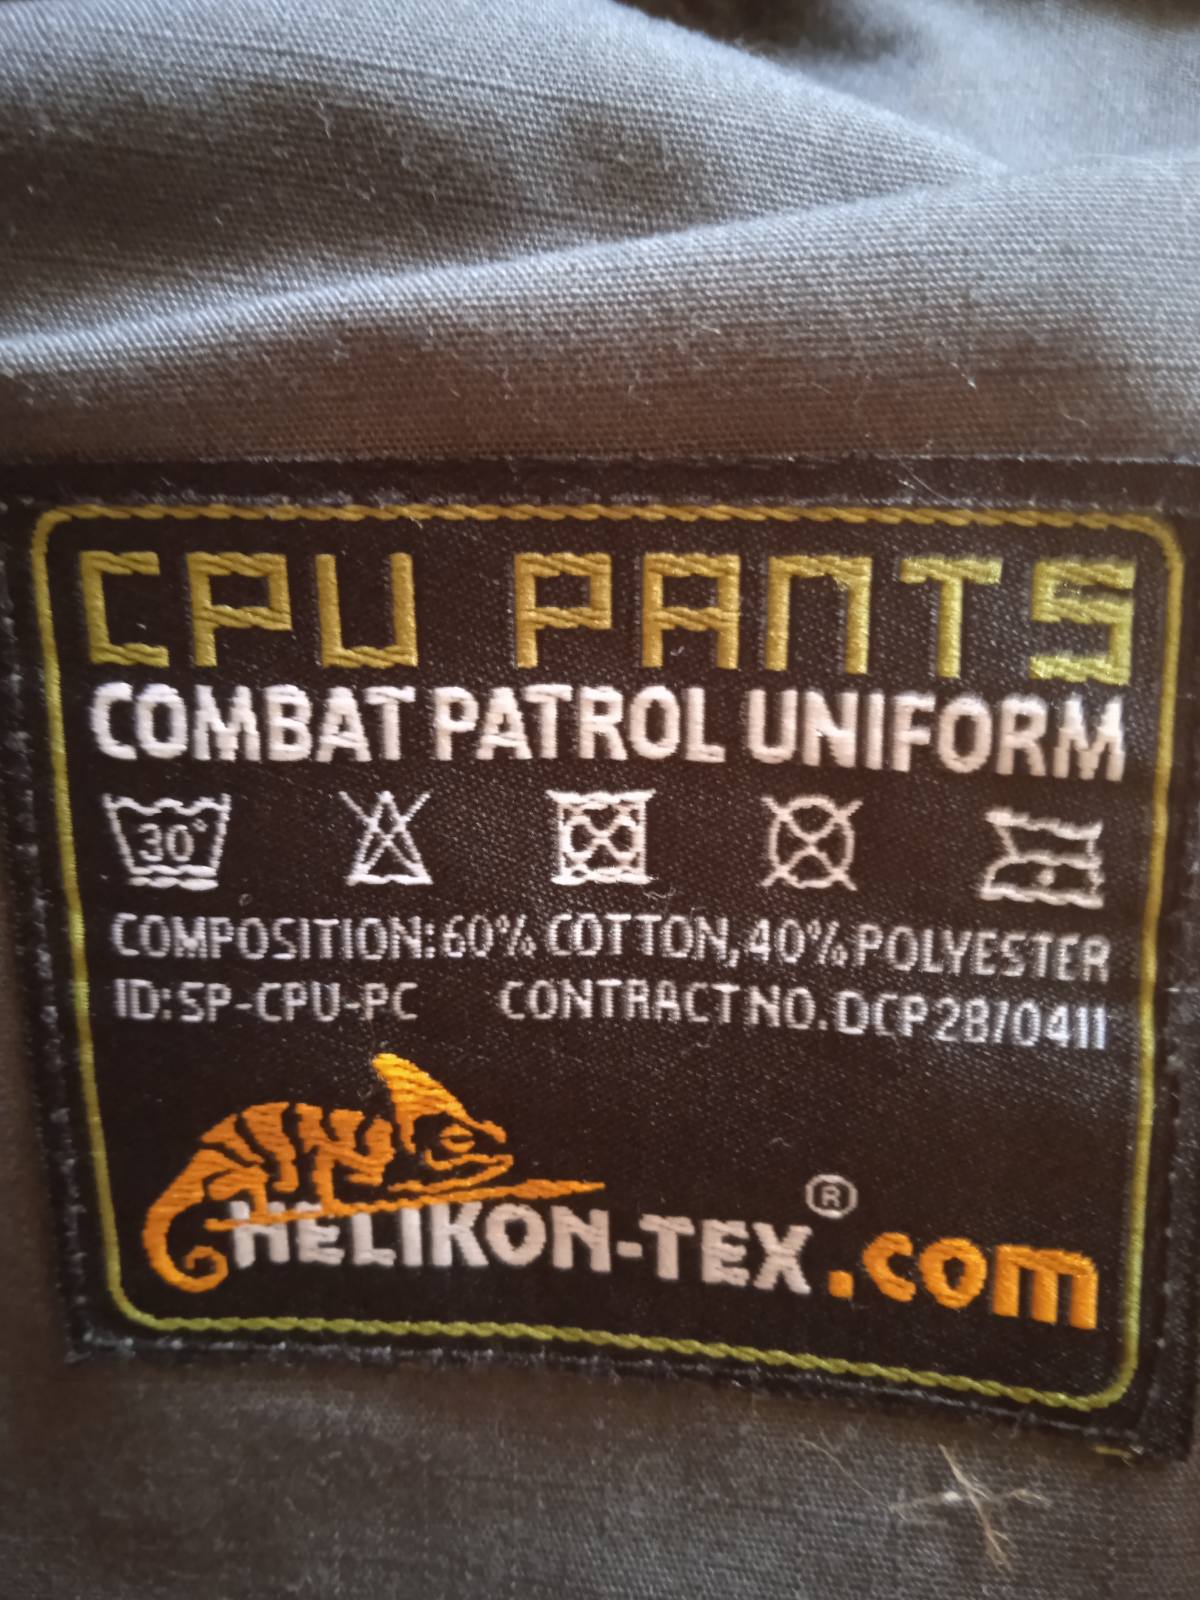 CPU PANTS
COMBAT PATROL UNIFORM
30°
COMPOSITION:60% COTTON,40%POLYESTER
ID:SP-CPU-PC CONTRACT NO.DCP28/0411
HELIKON-TEX®.com